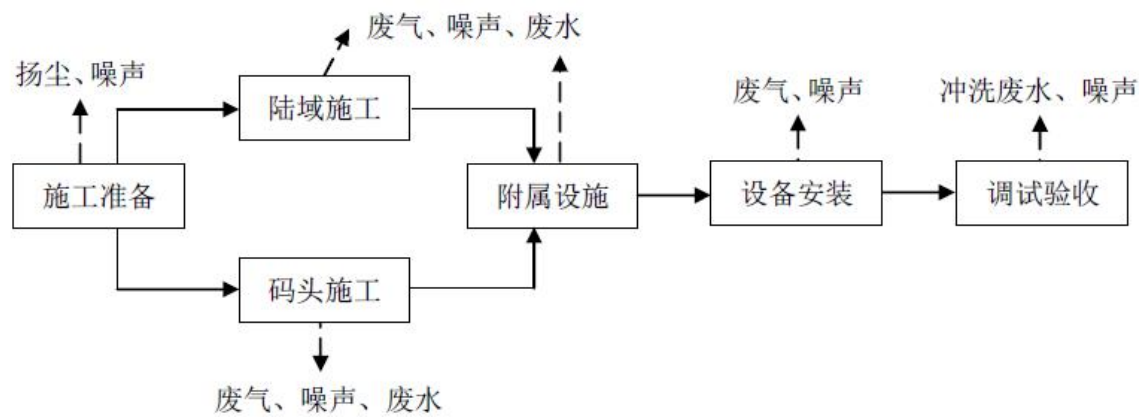 废气、噪声、废水
扬尘、噪声
陆域施工
废气、噪声
冲洗废水、噪声
施工准备
附属设施
设备安装
调试验收
码头施工
废气、噪声、废水